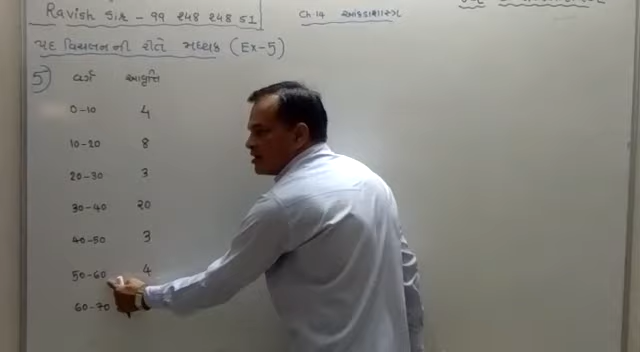 Ravish Sir - 99 248 248 51
Ch 14 આંકડાશાસ્ત્ર
પદ વિચલનની રીતે મધ્યક (Ex-5)
5) વર્ગ આવૃત્તિ
0-10 4
10-20 8
20-30 3
30-40 20
40-50 3
50-60 4
60-70